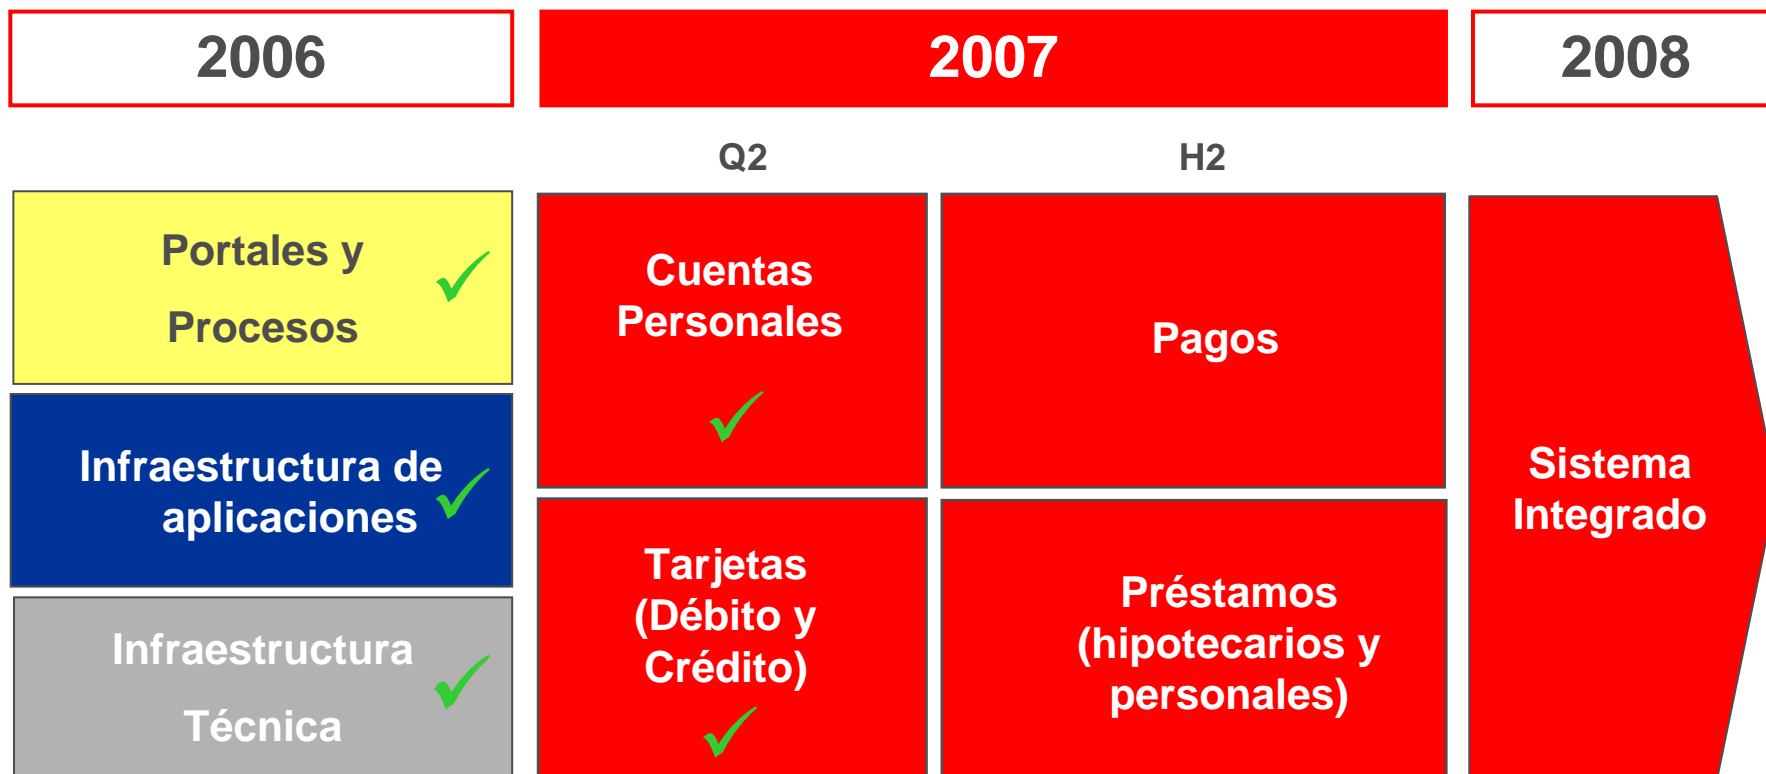 2006
2007
2008
Q2
H2
Portales y
Procesos
Infraestructura de
aplicaciones
Infraestructura
Técnica
Cuentas
Personales
Tarjetas
(Débito y
Crédito)
Pagos
Préstamos
(hipotecarios y
personales)
Sistema
Integrado